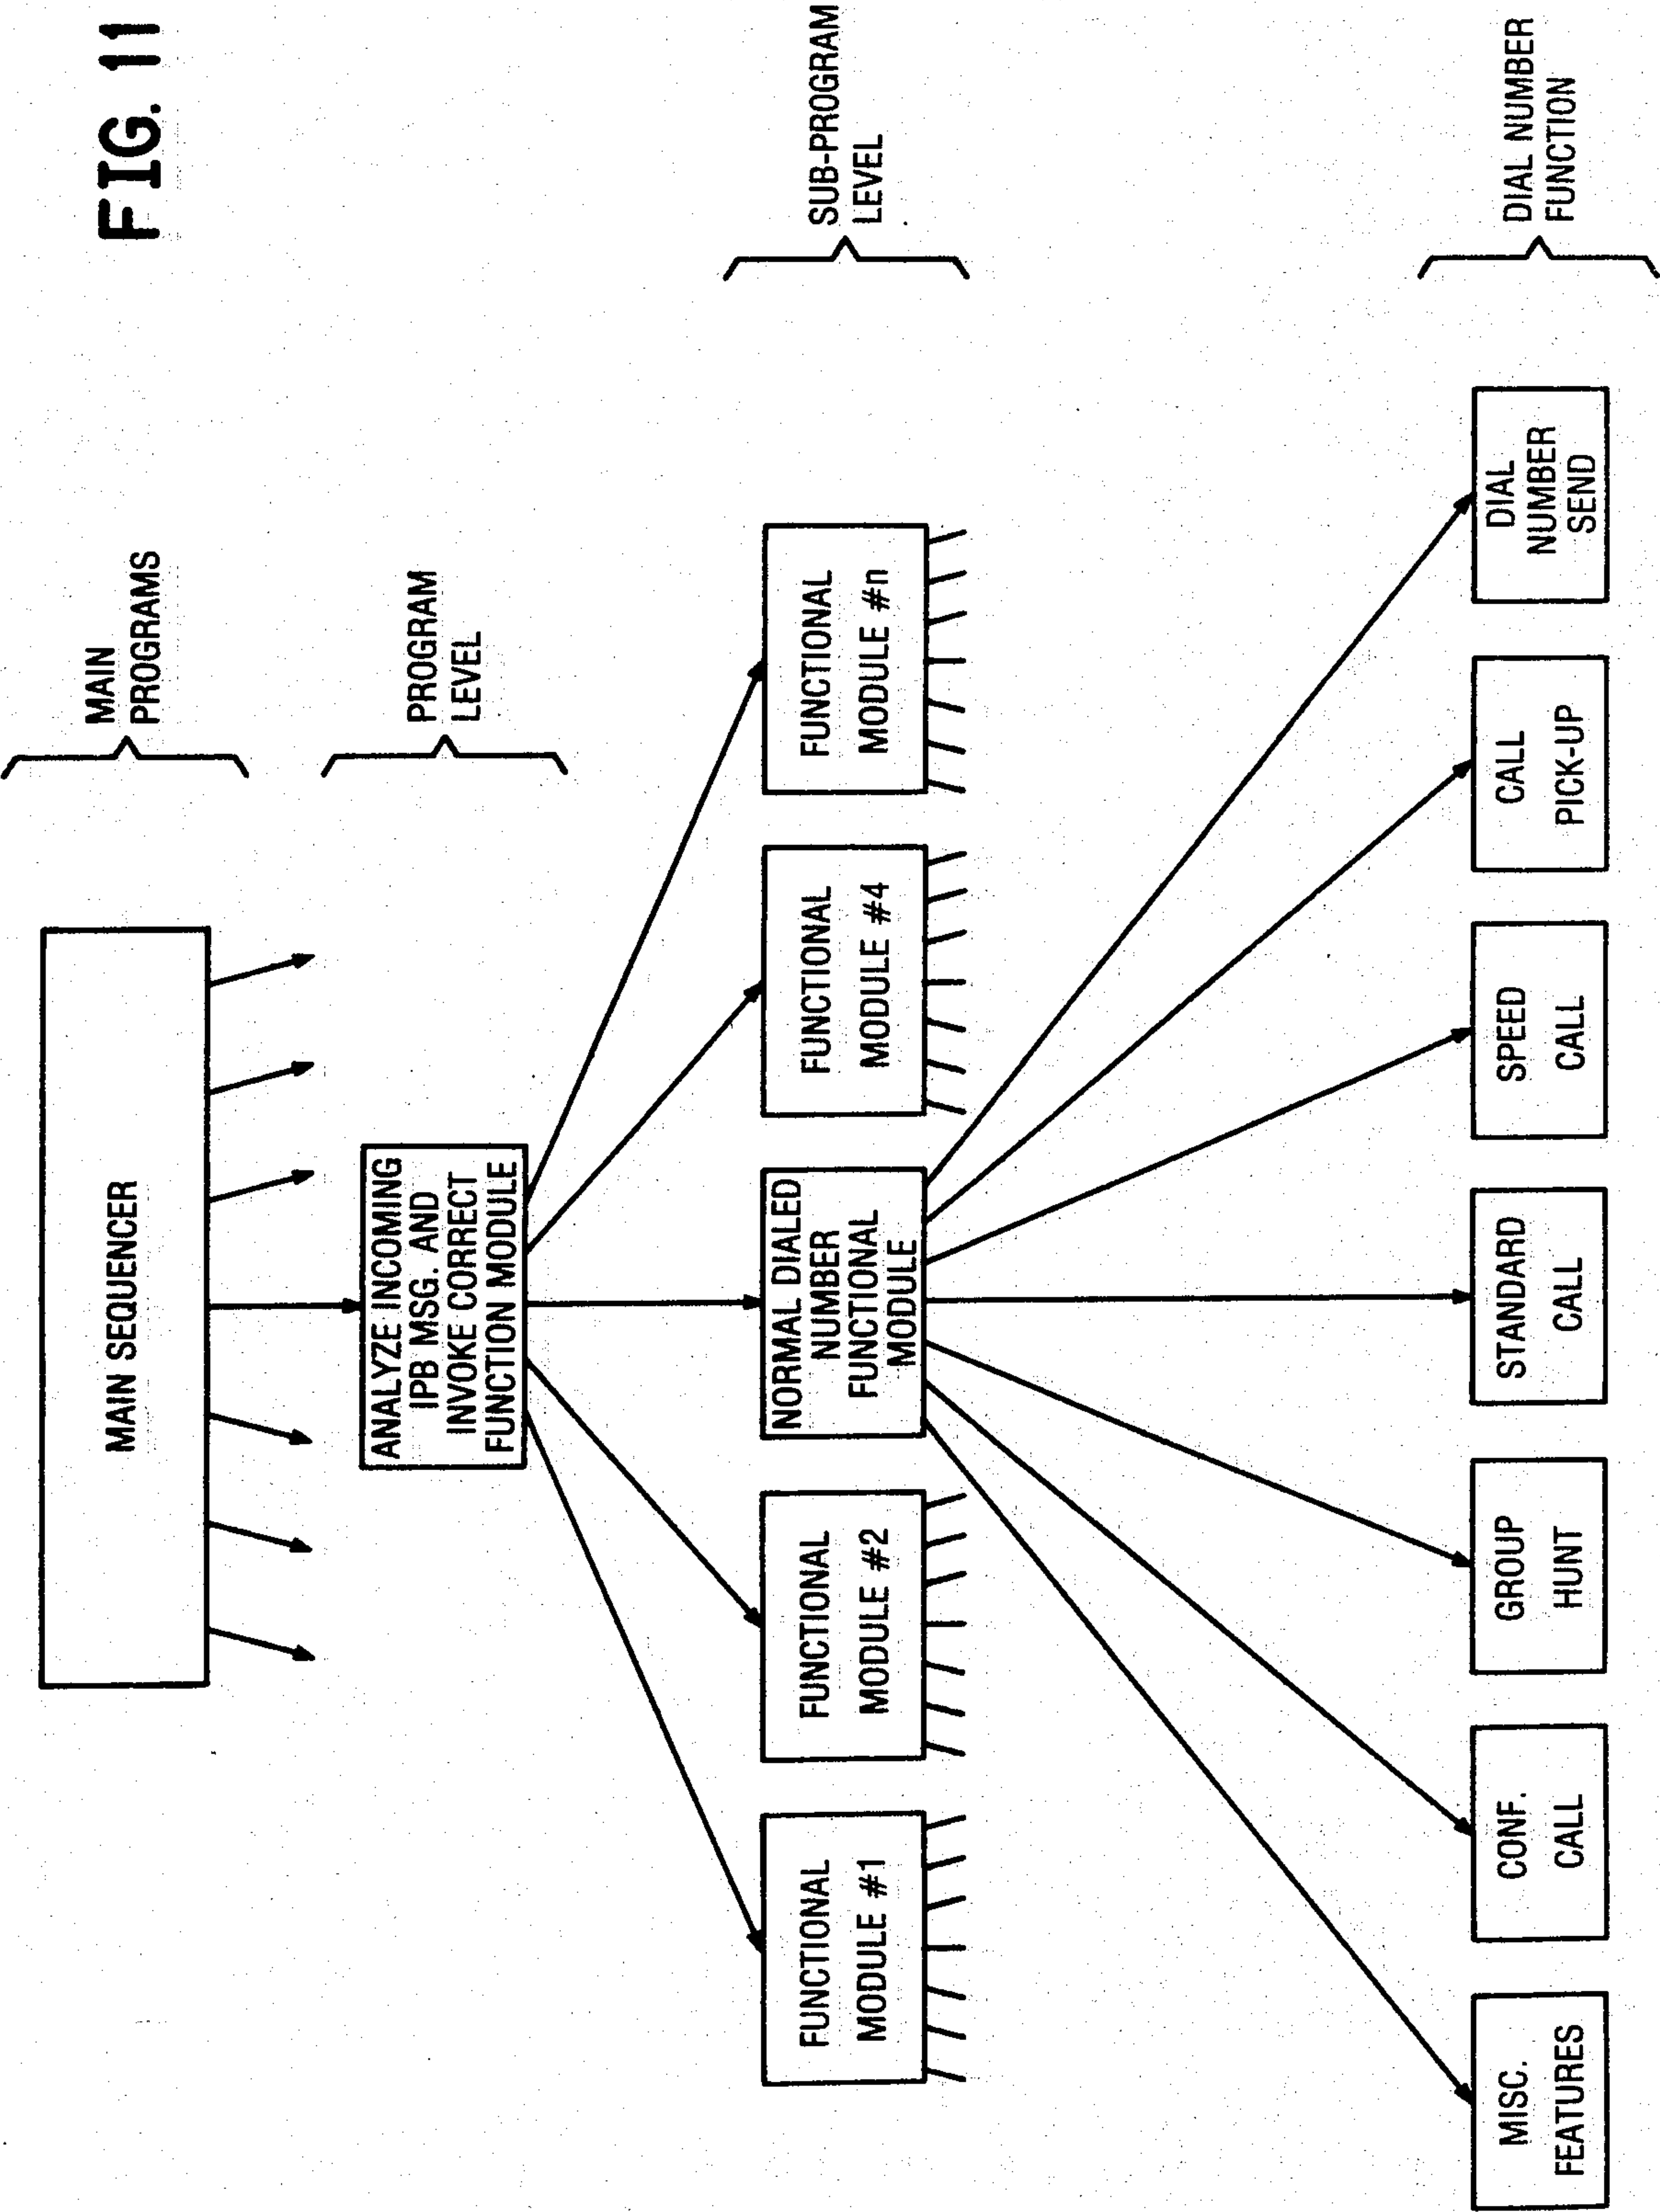 FIG. 11
MAIN
PROGRAMS
MAIN SEQUENCER
PROGRAM
LEVEL
ANALYZE INCOMING
IPB MSG. AND
INVOKE CORRECT
FUNCTION MODULE
SUB-PROGRAM
LEVEL
FUNCTIONAL
MODULE #1
FUNCTIONAL
MODULE #2
NORMAL DIALED
NUMBER
FUNCTIONAL
MODULE
FUNCTIONAL
MODULE #4
FUNCTIONAL
MODULE #n
DIAL NUMBER
FUNCTION
MISC.
FEATURES
CONF.
CALL
GROUP
HUNT
STANDARD
CALL
SPEED
CALL
CALL
PICK-UP
DIAL
NUMBER
SEND